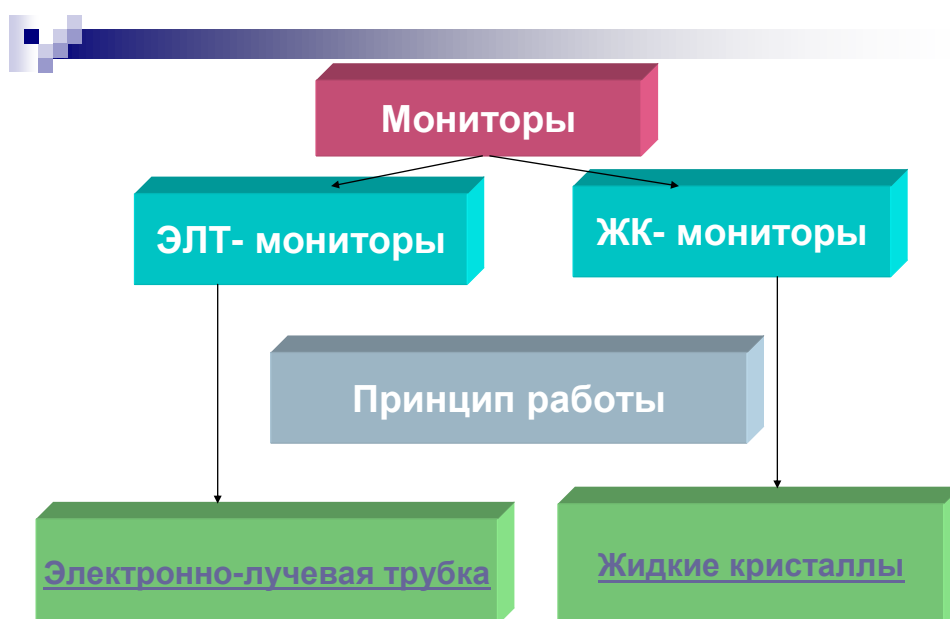 Мониторы
ЭЛТ- мониторы
ЖК- мониторы
Принцип работы
Электронно-лучевая трубка
Жидкие кристаллы